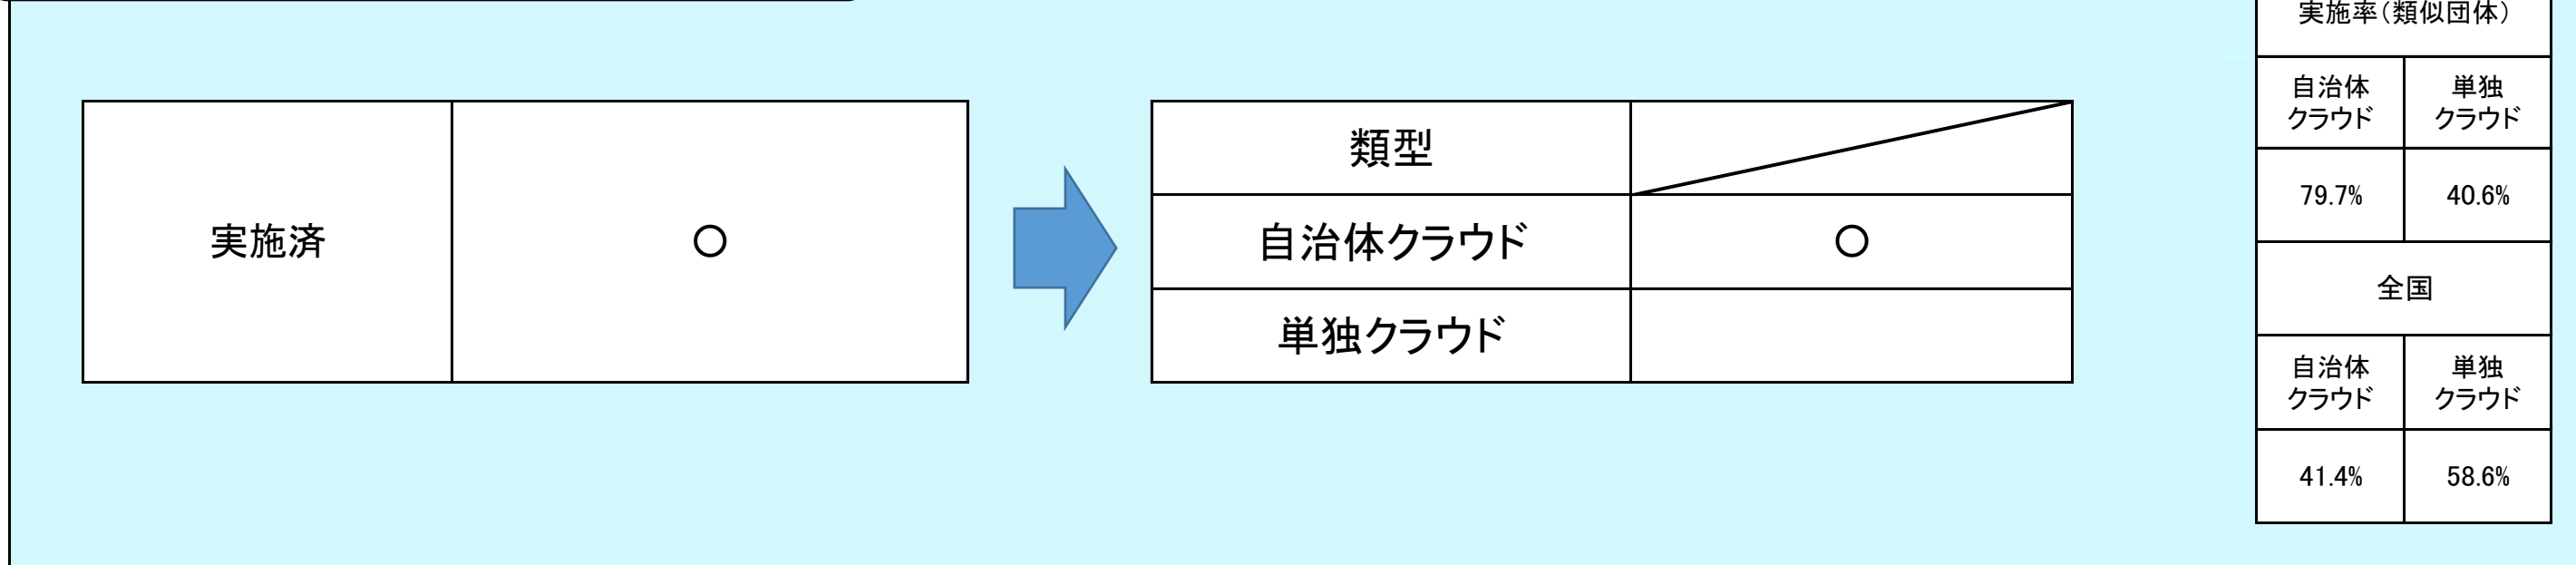 実施済 〇
類型
自治体クラウド 〇
単独クラウド
実施率(類似団体)
自治体 単独
クラウド クラウド
79.7% 40.6%
全国
自治体 単独
クラウド クラウド
41.4% 58.6%